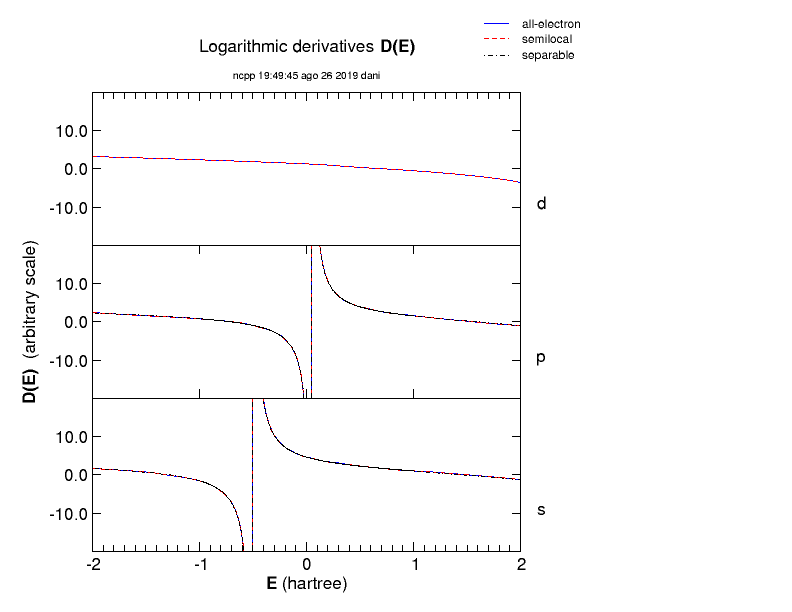 all-electron
semilocal
separable
Logarithmic derivatives D(E)
ncpp 19:49:45 ago 26 2019 dani
10.0
0.0
-10.0
d
10.0
0.0
-10.0
p
10.0
0.0
-10.0
s
D(E) (arbitrary scale)
-2 -1 0 1 2
E (hartree)